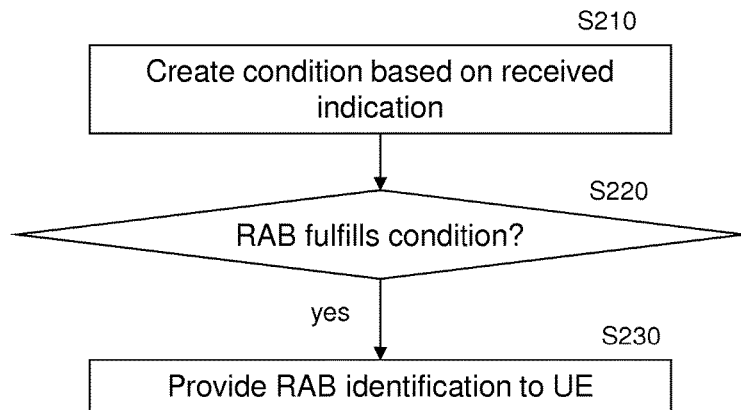 S210
Create condition based on received
indication
S220
RAB fulfills condition?
yes
S230
Provide RAB identification to UE